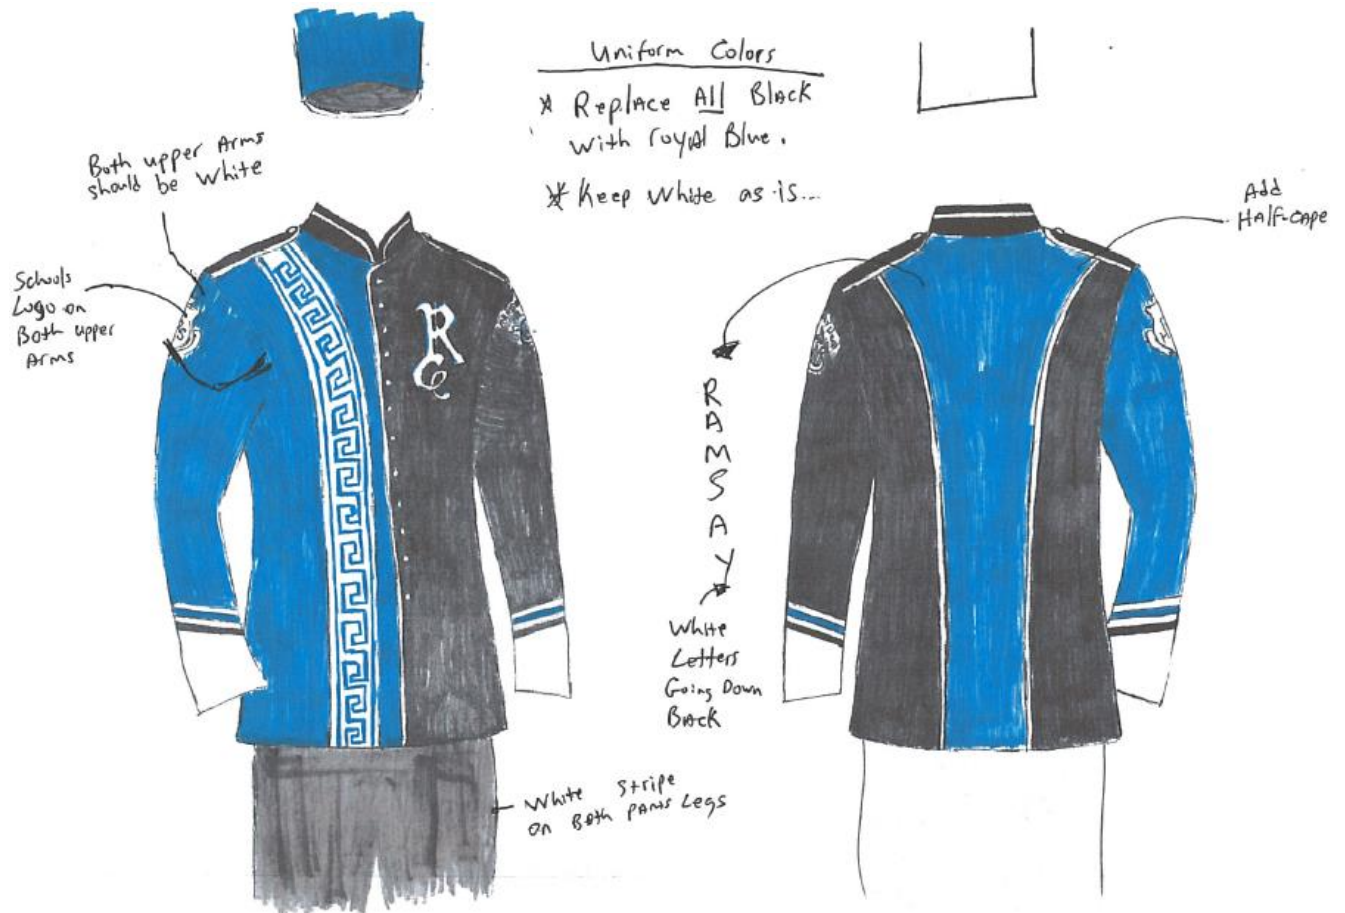 Uniform Colors
* Replace All Black
with royal Blue.
* Keep White as is...
Both upper Arms
should be White
Schools
Logo on
Both upper
Arms
R
E
Add
Half-cape
R
A
M
S
A
Y
White
Letters
Going Down
Back
White Stripe
on Both pants Legs